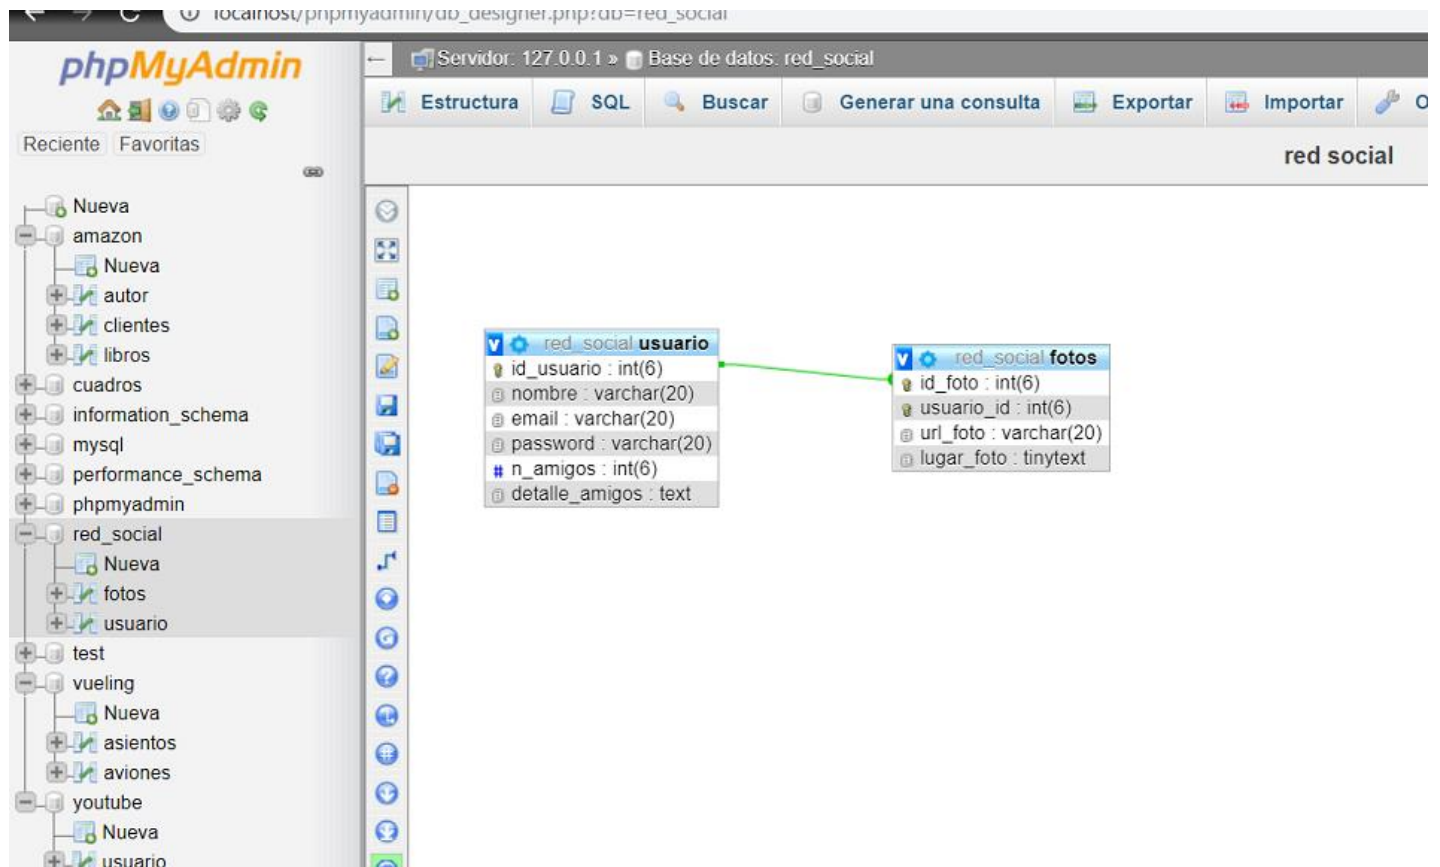 localhost/phpmyadmin/db_designer.php?db=red_social
phpMyAdmin
Reciente Favoritas
Nueva
amazon
Nueva
autor
clientes
libros
cuadros
information_schema
mysql
performance_schema
phpmyadmin
red_social
Nueva
fotos
usuario
test
vueling
Nueva
asientos
aviones
youtube
Nueva
usuario
Servidor: 127.0.0.1 » Base de datos: red_social
Estructura SQL Buscar Generar una consulta Exportar Importar O
red social
red_social usuario
id_usuario : int(6)
nombre : varchar(20)
email : varchar(20)
password : varchar(20)
# n_amigos : int(6)
detalle_amigos : text
red_social fotos
id_foto : int(6)
usuario_id : int(6)
url_foto : varchar(20)
lugar_foto : tinytext